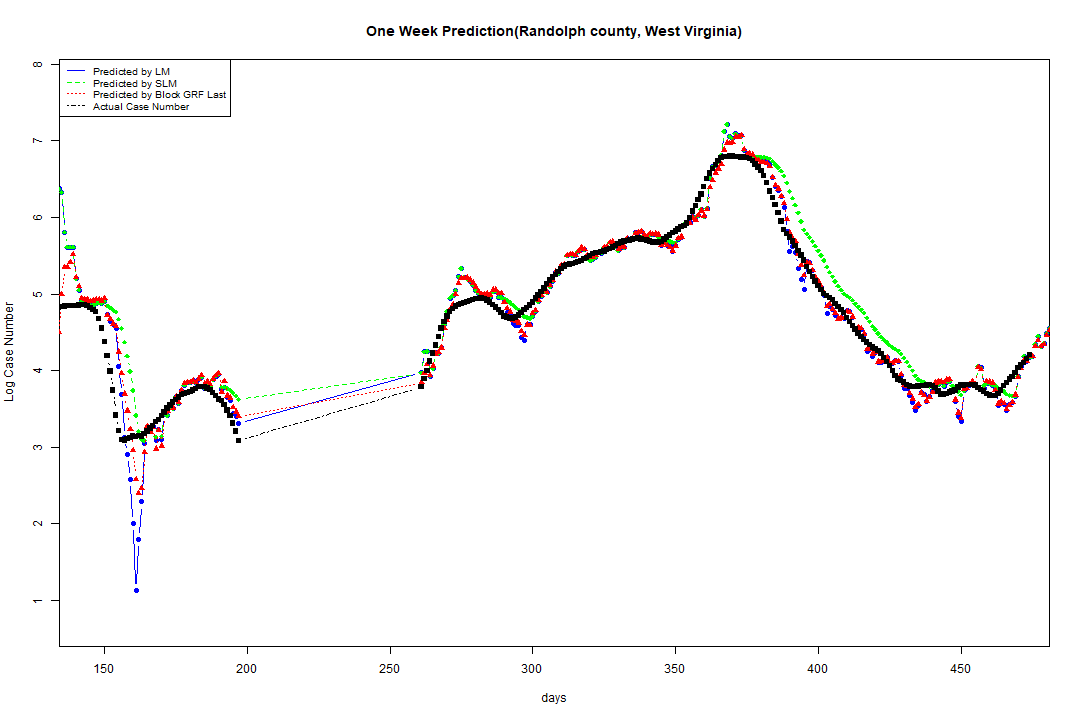 One Week Prediction(Randolph county, West Virginia)
Predicted by LM
Predicted by SLM
Predicted by Block GRF Last
Actual Case Number
8
7
6
5
4
3
2
1
Log Case Number
150 200 250 300 350 400 450
days